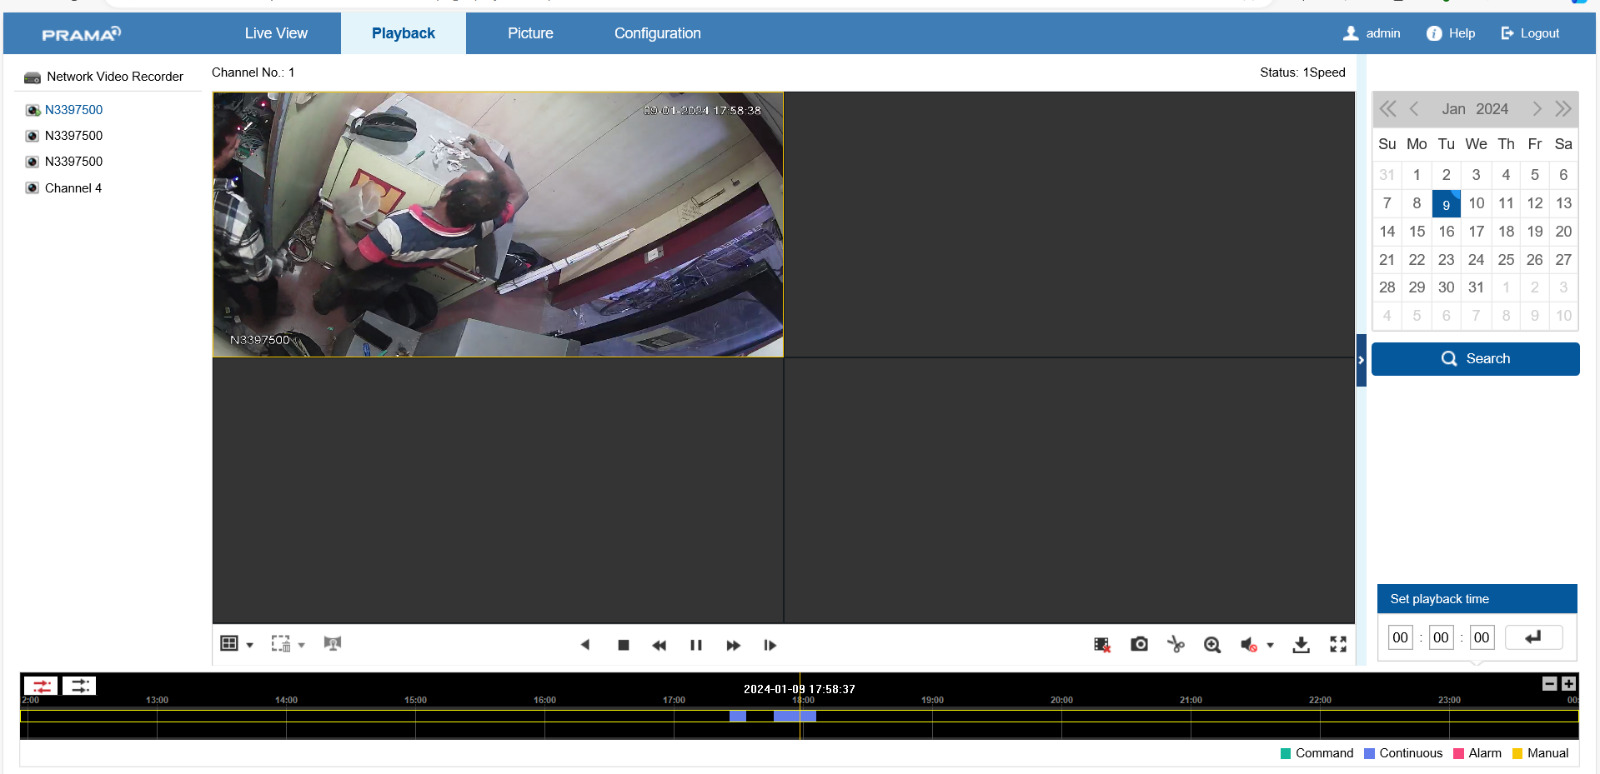 PRAMA
Live View
Playback
Picture
Configuration
admin
Help
Logout
Network Video Recorder
N3397500
N3397500
N3397500
Channel 4
Channel No.: 1
Status: 1Speed
09-01-2024 17:58:38
N3397500
Jan 2024
Su Mo Tu We Th Fr Sa
31 1 2 3 4 5 6
7 8 9 10 11 12 13
14 15 16 17 18 19 20
21 22 23 24 25 26 27
28 29 30 31 1 2 3
4 5 6 7 8 9 10
Search
Set playback time
00 : 00 : 00
2024-01-09 17:58:37
2:00 13:00 14:00 15:00 16:00 17:00 18:00 19:00 20:00 21:00 22:00 23:00 00:
Command Continuous Alarm Manual